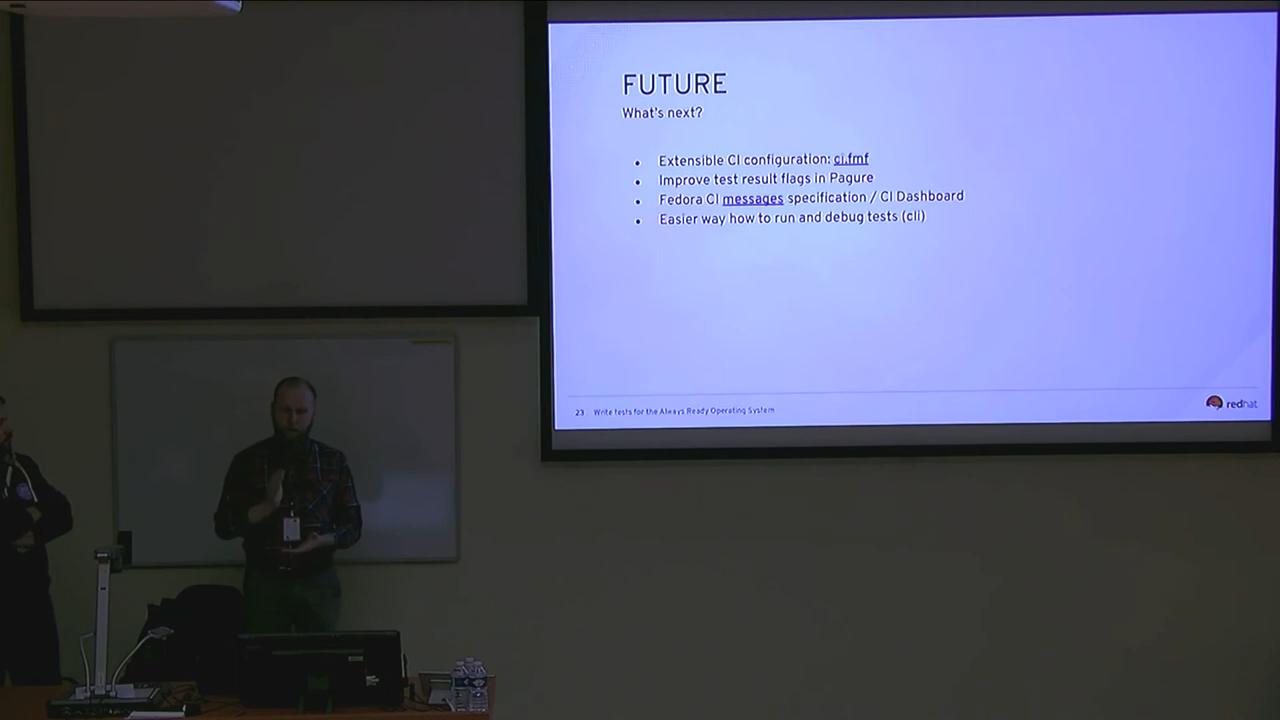 FUTURE
What's next?
• Extensible CI configuration: ci.fmf
• Improve test result flags in Pagure
• Fedora CI messages specification / CI Dashboard
• Easier way how to run and debug tests (cli)
23 Write tests for the Always Ready Operating System
redhat